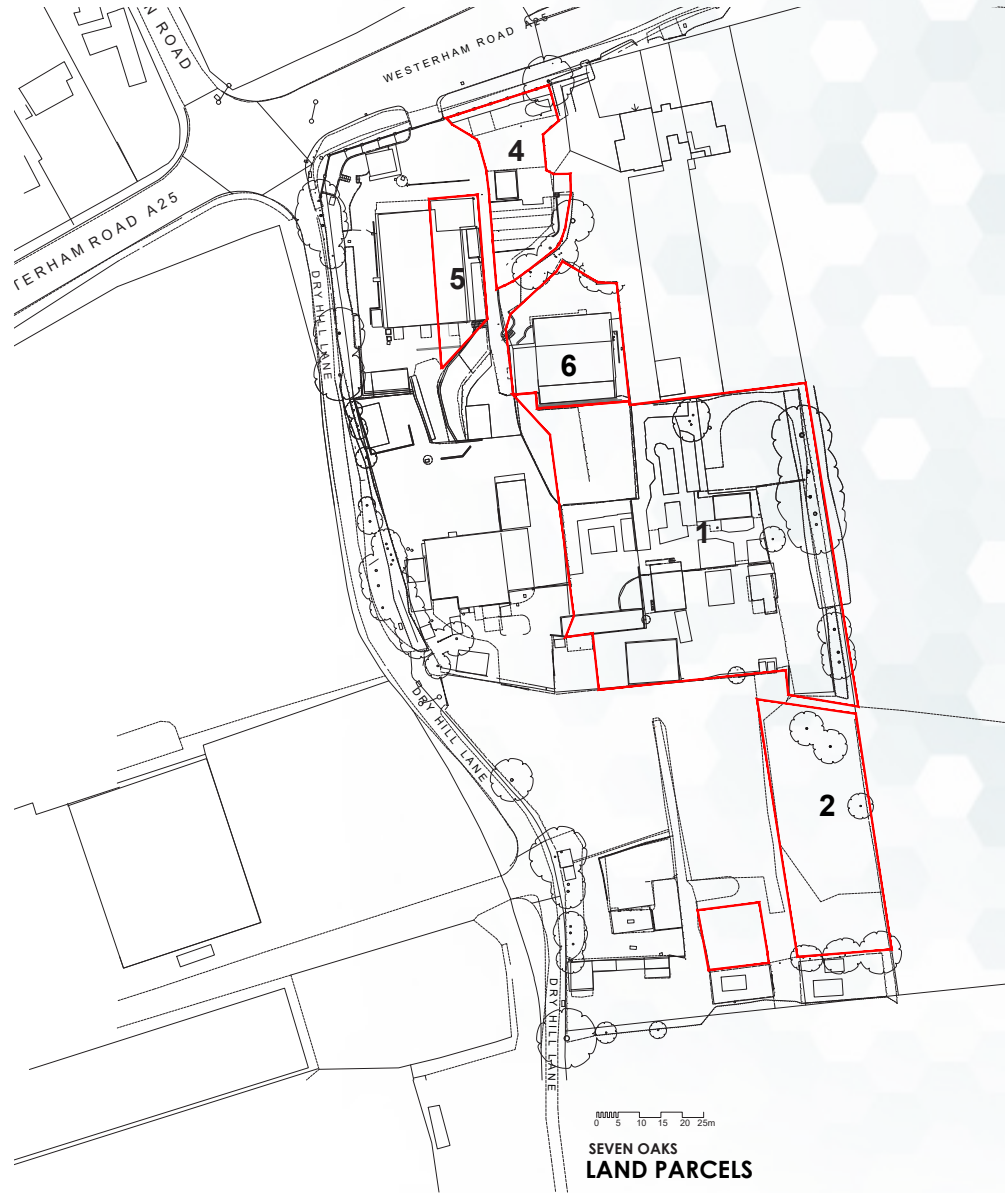 N ROAD
WESTERHAM ROAD A25
4
TERHAM ROAD A25
5
DRY HILL LANE
6
1
DRY HILL LANE
2
DRY HILL LANE
0 5 10 15 20 25m
SEVEN OAKS
LAND PARCELS